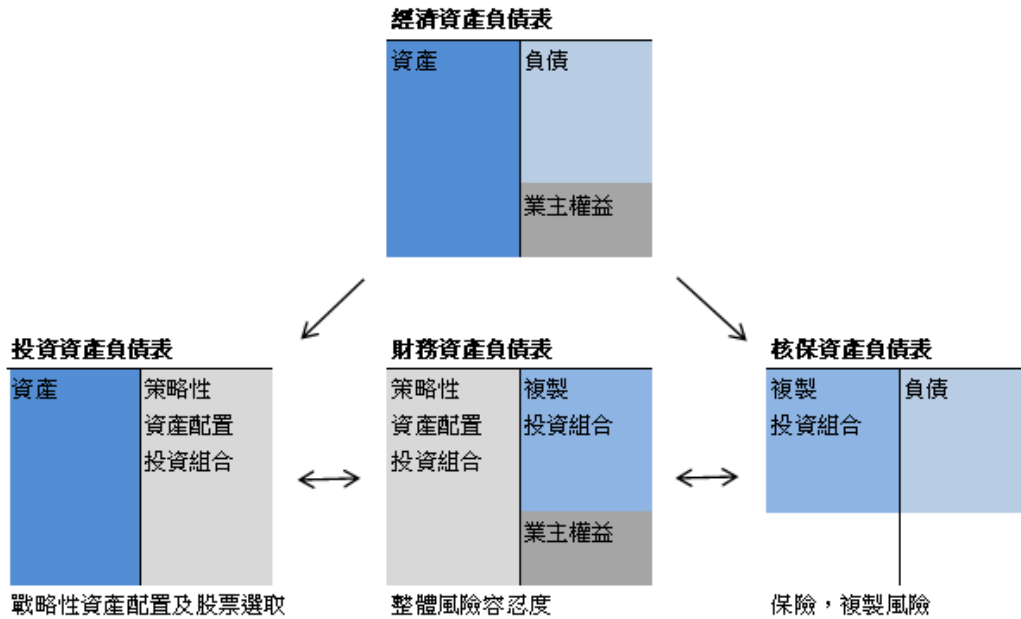 經濟資產負債表
資產
負債
業主權益
投資資產負債表
資產
策略性
資產配置
投資組合
戰略性資產配置及股票選取
財務資產負債表
策略性
資產配置
投資組合
複製
投資組合
業主權益
整體風險容忍度
核保資產負債表
複製
投資組合
負債
保險，複製風險